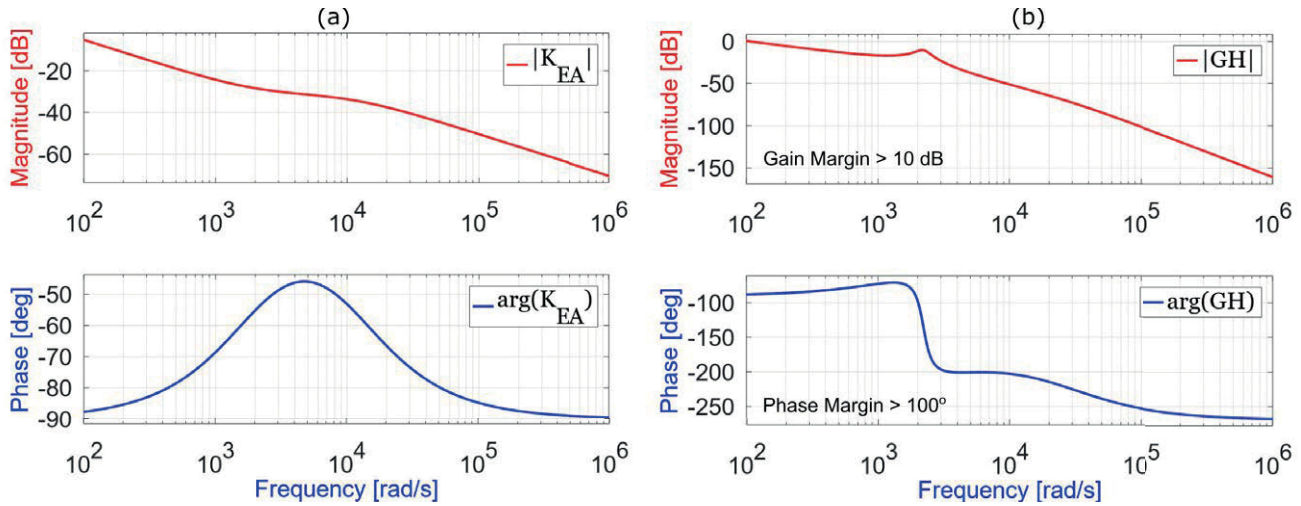 (a)
Magnitude [dB]
-20
-40
-60
|K_EA|
10^2 10^3 10^4 10^5 10^6
Phase [deg]
-50
-60
-70
-80
-90
arg(K_EA)
10^2 10^3 10^4 10^5 10^6
Frequency [rad/s]
(b)
Magnitude [dB]
0
-50
-100
-150
|GH|
Gain Margin > 10 dB
10^2 10^3 10^4 10^5 10^6
Phase [deg]
-100
-150
-200
-250
arg(GH)
Phase Margin > 100°
10^2 10^3 10^4 10^5 10^6
Frequency [rad/s]